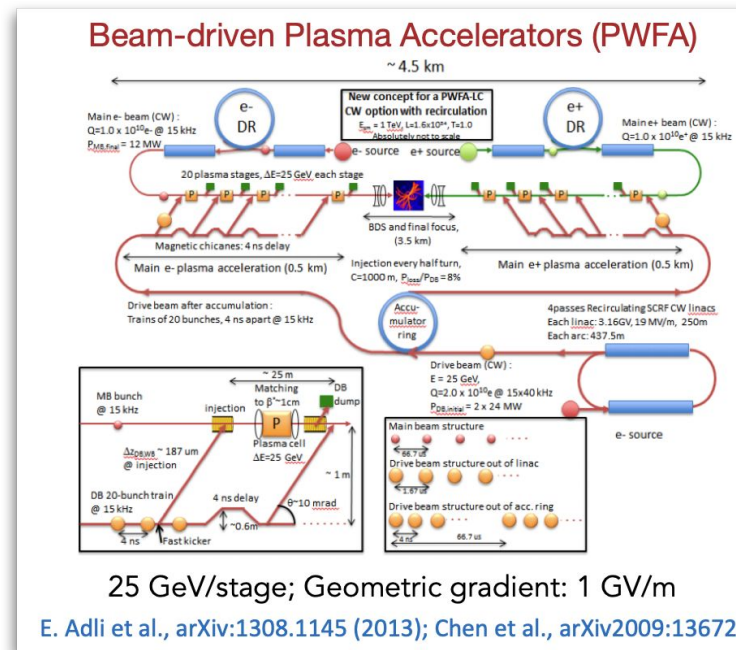 Beam-driven Plasma Accelerators (PWFA)
~ 4.5 km
New concept for a PWFA-LC
CW option with recirculation
E_cm = 1 TeV, L=1.6x10³⁴, T=1.0
Absolutely not to scale
e-
DR
e+
DR
Main e- beam (CW) :
Q=1.0 x 10¹⁰e- @ 15 kHz
P_MB,final = 12 MW
Main e+ beam (CW) :
Q=1.0 x 10¹⁰e⁺ @ 15 kHz
e- source
e+ source
20 plasma stages, ΔE=25 GeV each stage
P
P
P
P
P
P
P
P
Magnetic chicanes: 4 ns delay
BDS and final focus,
(3.5 km)
Main e- plasma acceleration (0.5 km)
Main e+ plasma acceleration (0.5 km)
Injection every half turn,
C=1000 m, P_loss/P_DB = 8%
Drive beam after accumulation :
Trains of 20 bunches, 4 ns apart @ 15 kHz
Accu-
mulator
ring
4passes Recirculating SCRF CW linacs
Each linac: 3.16GV, 19 MV/m, 250m
Each arc: 437.5m
Drive beam (CW) :
E = 25 GeV,
Q=2.0 x 10¹⁰e @ 15x40 kHz
P_DB,initial = 2 x 24 MW
e- source
~ 25 m
Matching
to β*~1cm
DB
dump
MB bunch
@ 15 kHz
injection
P
Plasma cell
ΔE=25 GeV
Δz_DB,WB ~ 187 um
@ injection
~ 1 m
DB 20-bunch train
@ 15 kHz
4 ns delay
θ~10 mrad
4 ns
Fast kicker
~0.6m
Main beam structure
66.7 us
Drive beam structure out of linac
1.67 us
Drive beam structure out of acc. ring
4 ns
66.7 us
25 GeV/stage; Geometric gradient: 1 GV/m
E. Adli et al., arXiv:1308.1145 (2013); Chen et al., arXiv2009:13672